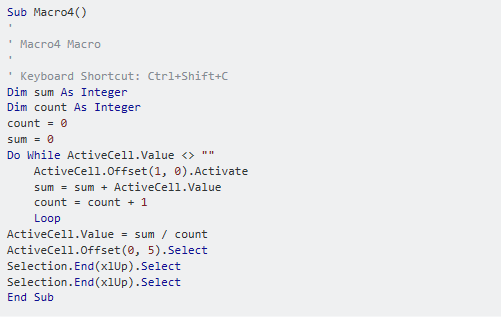 Sub Macro4()
'
' Macro4 Macro
'
' Keyboard Shortcut: Ctrl+Shift+C
Dim sum As Integer
Dim count As Integer
count = 0
sum = 0
Do While ActiveCell.Value <> ""
    ActiveCell.Offset(1, 0).Activate
    sum = sum + ActiveCell.Value
    count = count + 1
    Loop
ActiveCell.Value = sum / count
ActiveCell.Offset(0, 5).Select
Selection.End(xlUp).Select
Selection.End(xlUp).Select
End Sub